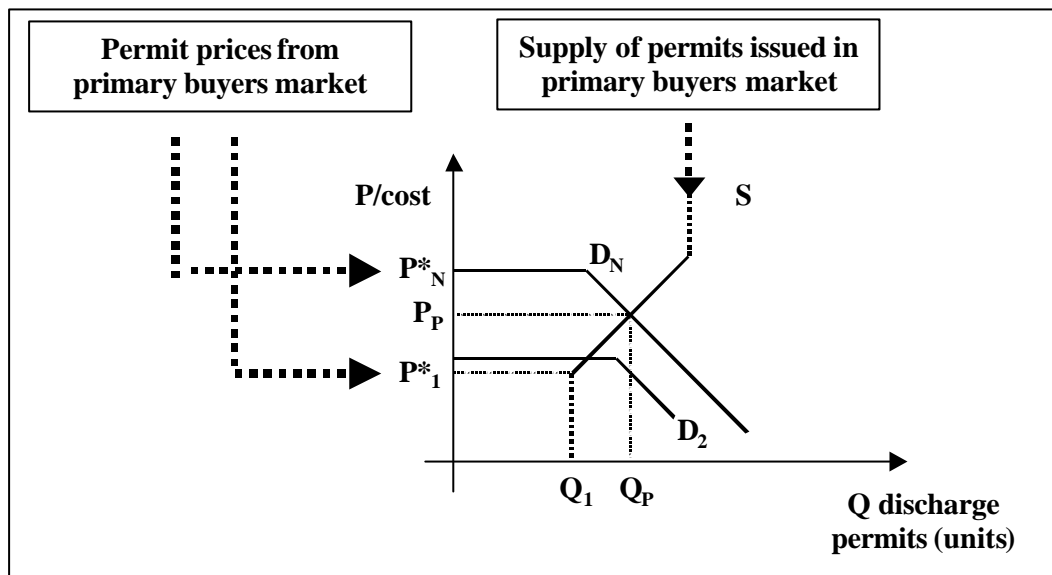 Permit prices from
primary buyers market
Supply of permits issued in
primary buyers market
P/cost
S
P*N
DN
PP
P*1
D2
Q1
QP
Q discharge
permits (units)